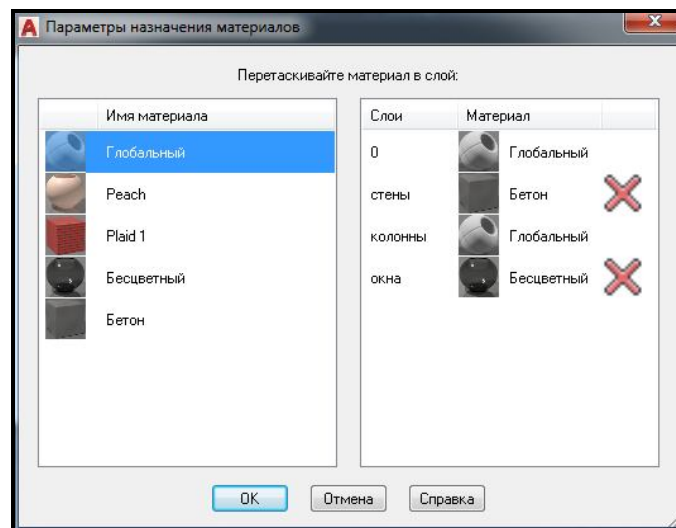 Параметры назначения материалов
Перетаскивайте материал в слой:
Имя материала
Глобальный
Peach
Plaid 1
Бесцветный
Бетон
Слои Материал
0 Глобальный
стены Бетон
колонны Глобальный
окна Бесцветный
OK Отмена Справка